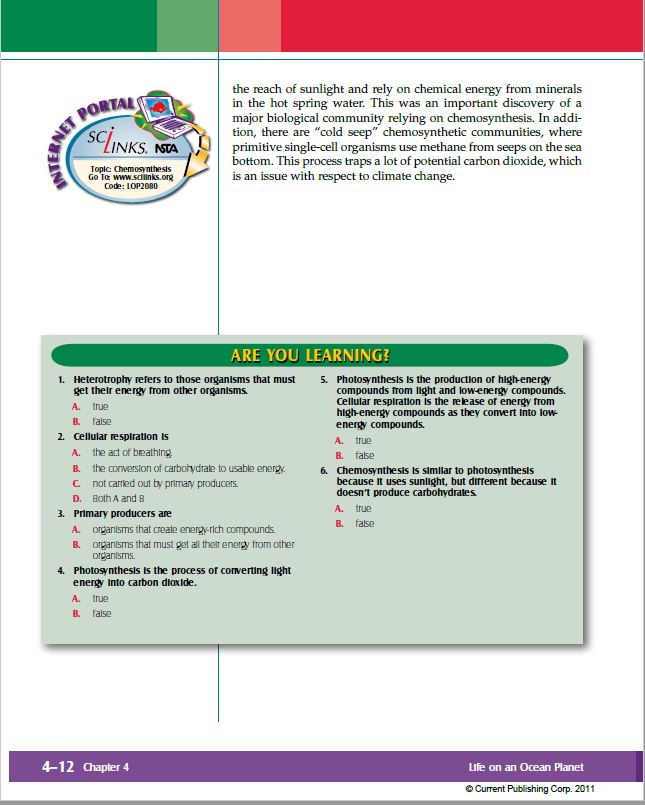 the reach of sunlight and rely on chemical energy from minerals
in the hot spring water. This was an important discovery of a
major biological community relying on chemosynthesis. In addi-
tion, there are “cold seep” chemosynthetic communities, where
primitive single-cell organisms use methane from seeps on the sea
bottom. This process traps a lot of potential carbon dioxide, which
is an issue with respect to climate change.
INTERNET PORTAL
SCiLINKS. NSTA
Topic: Chemosynthesis
Go To: www.scilinks.org
Code: LOP2080
ARE YOU LEARNING?
1. Heterotrophy refers to those organisms that must
get their energy from other organisms.
A. true
B. false
2. Cellular respiration is
A. the act of breathing.
B. the conversion of carbohydrate to usable energy.
C. not carried out by primary producers.
D. Both A and B
3. Primary producers are
A. organisms that create energy-rich compounds.
B. organisms that must get all their energy from other
organisms.
4. Photosynthesis is the process of converting light
energy into carbon dioxide.
A. true
B. false
5. Photosynthesis is the production of high-energy
compounds from light and low-energy compounds.
Cellular respiration is the release of energy from
high-energy compounds as they convert into low-
energy compounds.
A. true
B. false
6. Chemosynthesis is similar to photosynthesis
because it uses sunlight, but different because it
doesn’t produce carbohydrates.
A. true
B. false
4–12 Chapter 4
Life on an Ocean Planet
© Current Publishing Corp. 2011